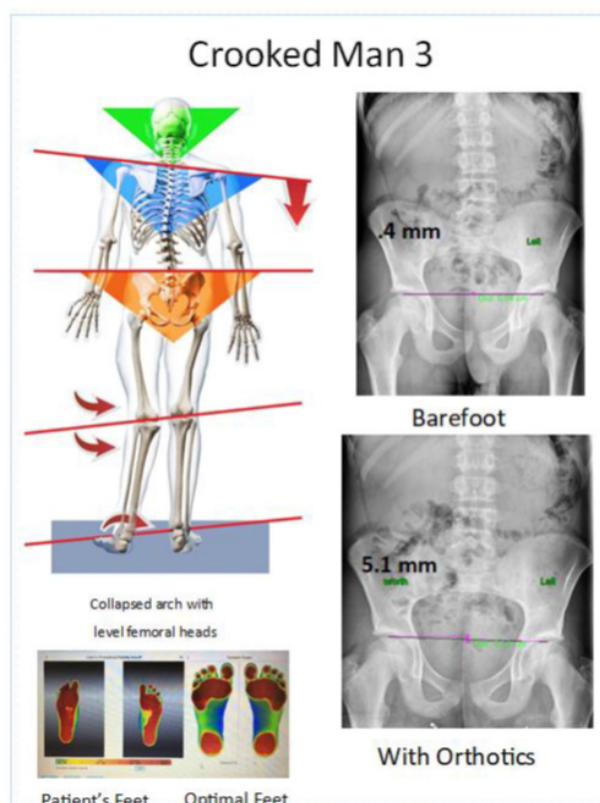 Crooked Man 3
.4 mm
Left
Barefoot
5.1 mm
Left
With Orthotics
Collapsed arch with
level femoral heads
Patient's Feet
Optimal Feet